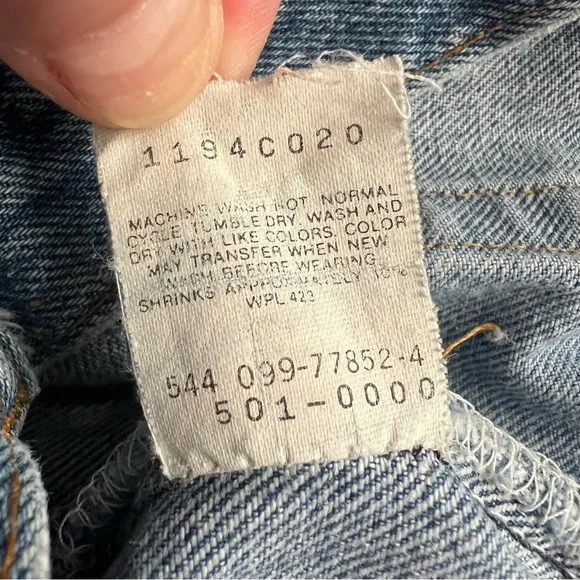 1194C020
MACHINE WASH HOT NORMAL
CYCLE TUMBLE DRY. WASH AND
DRY WITH LIKE COLORS. COLOR
MAY TRANSFER WHEN NEW
WASH BEFORE WEARING.
SHRINKS APPROXIMATELY 10%
WPL 423
544 099-77852-4
501-0000